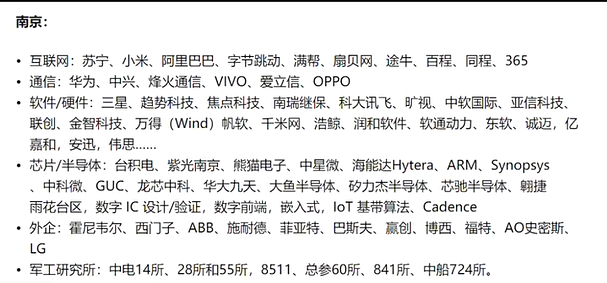 南京：
• 互联网：苏宁、小米、阿里巴巴、字节跳动、满帮、扇贝网、途牛、百程、同程、365
• 通信：华为、中兴、烽火通信、VIVO、爱立信、OPPO
• 软件/硬件：三星、趋势科技、焦点科技、南瑞继保、科大讯飞、旷视、中软国际、亚信科技、
联创、金智科技、万得（Wind）帆软、千米网、浩鲸、润和软件、软通动力、东软、诚迈，亿
嘉和，安迅，伟思......
• 芯片/半导体：台积电、紫光南京、熊猫电子、中星微、海能达Hytera、ARM、Synopsys
、中科微、GUC、龙芯中科、华大九天、大鱼半导体、矽力杰半导体、芯驰半导体、翱捷
雨花台区，数字 IC 设计/验证，数字前端，嵌入式，IoT 基带算法、Cadence
• 外企：霍尼韦尔、西门子、ABB、施耐德、菲亚特、巴斯夫、赢创、博西、福特、AO史密斯、
LG
• 军工研究所：中电14所、28所和55所，8511、总参60所、841所、中船724所。